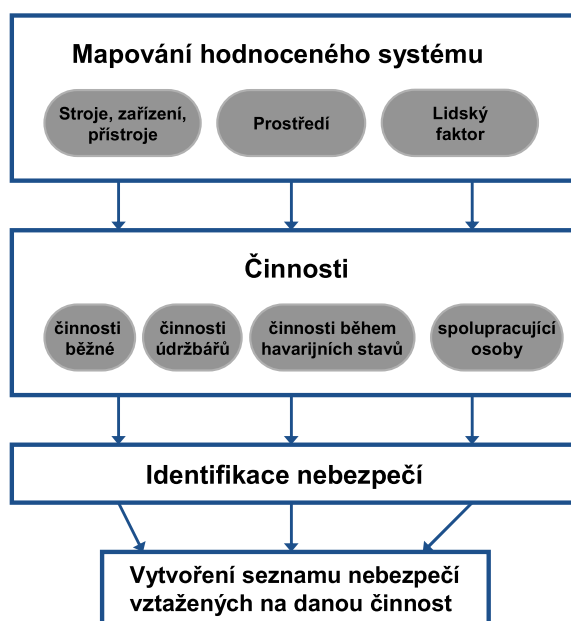 Mapování hodnoceného systému
Stroje, zařízení,
přístroje
Prostředí
Lidský
faktor
Činnosti
činnosti
běžné
činnosti
údržbářů
činnosti během
havarijních stavů
spolupracující
osoby
Identifikace nebezpečí
Vytvoření seznamu nebezpečí
vztažených na danou činnost